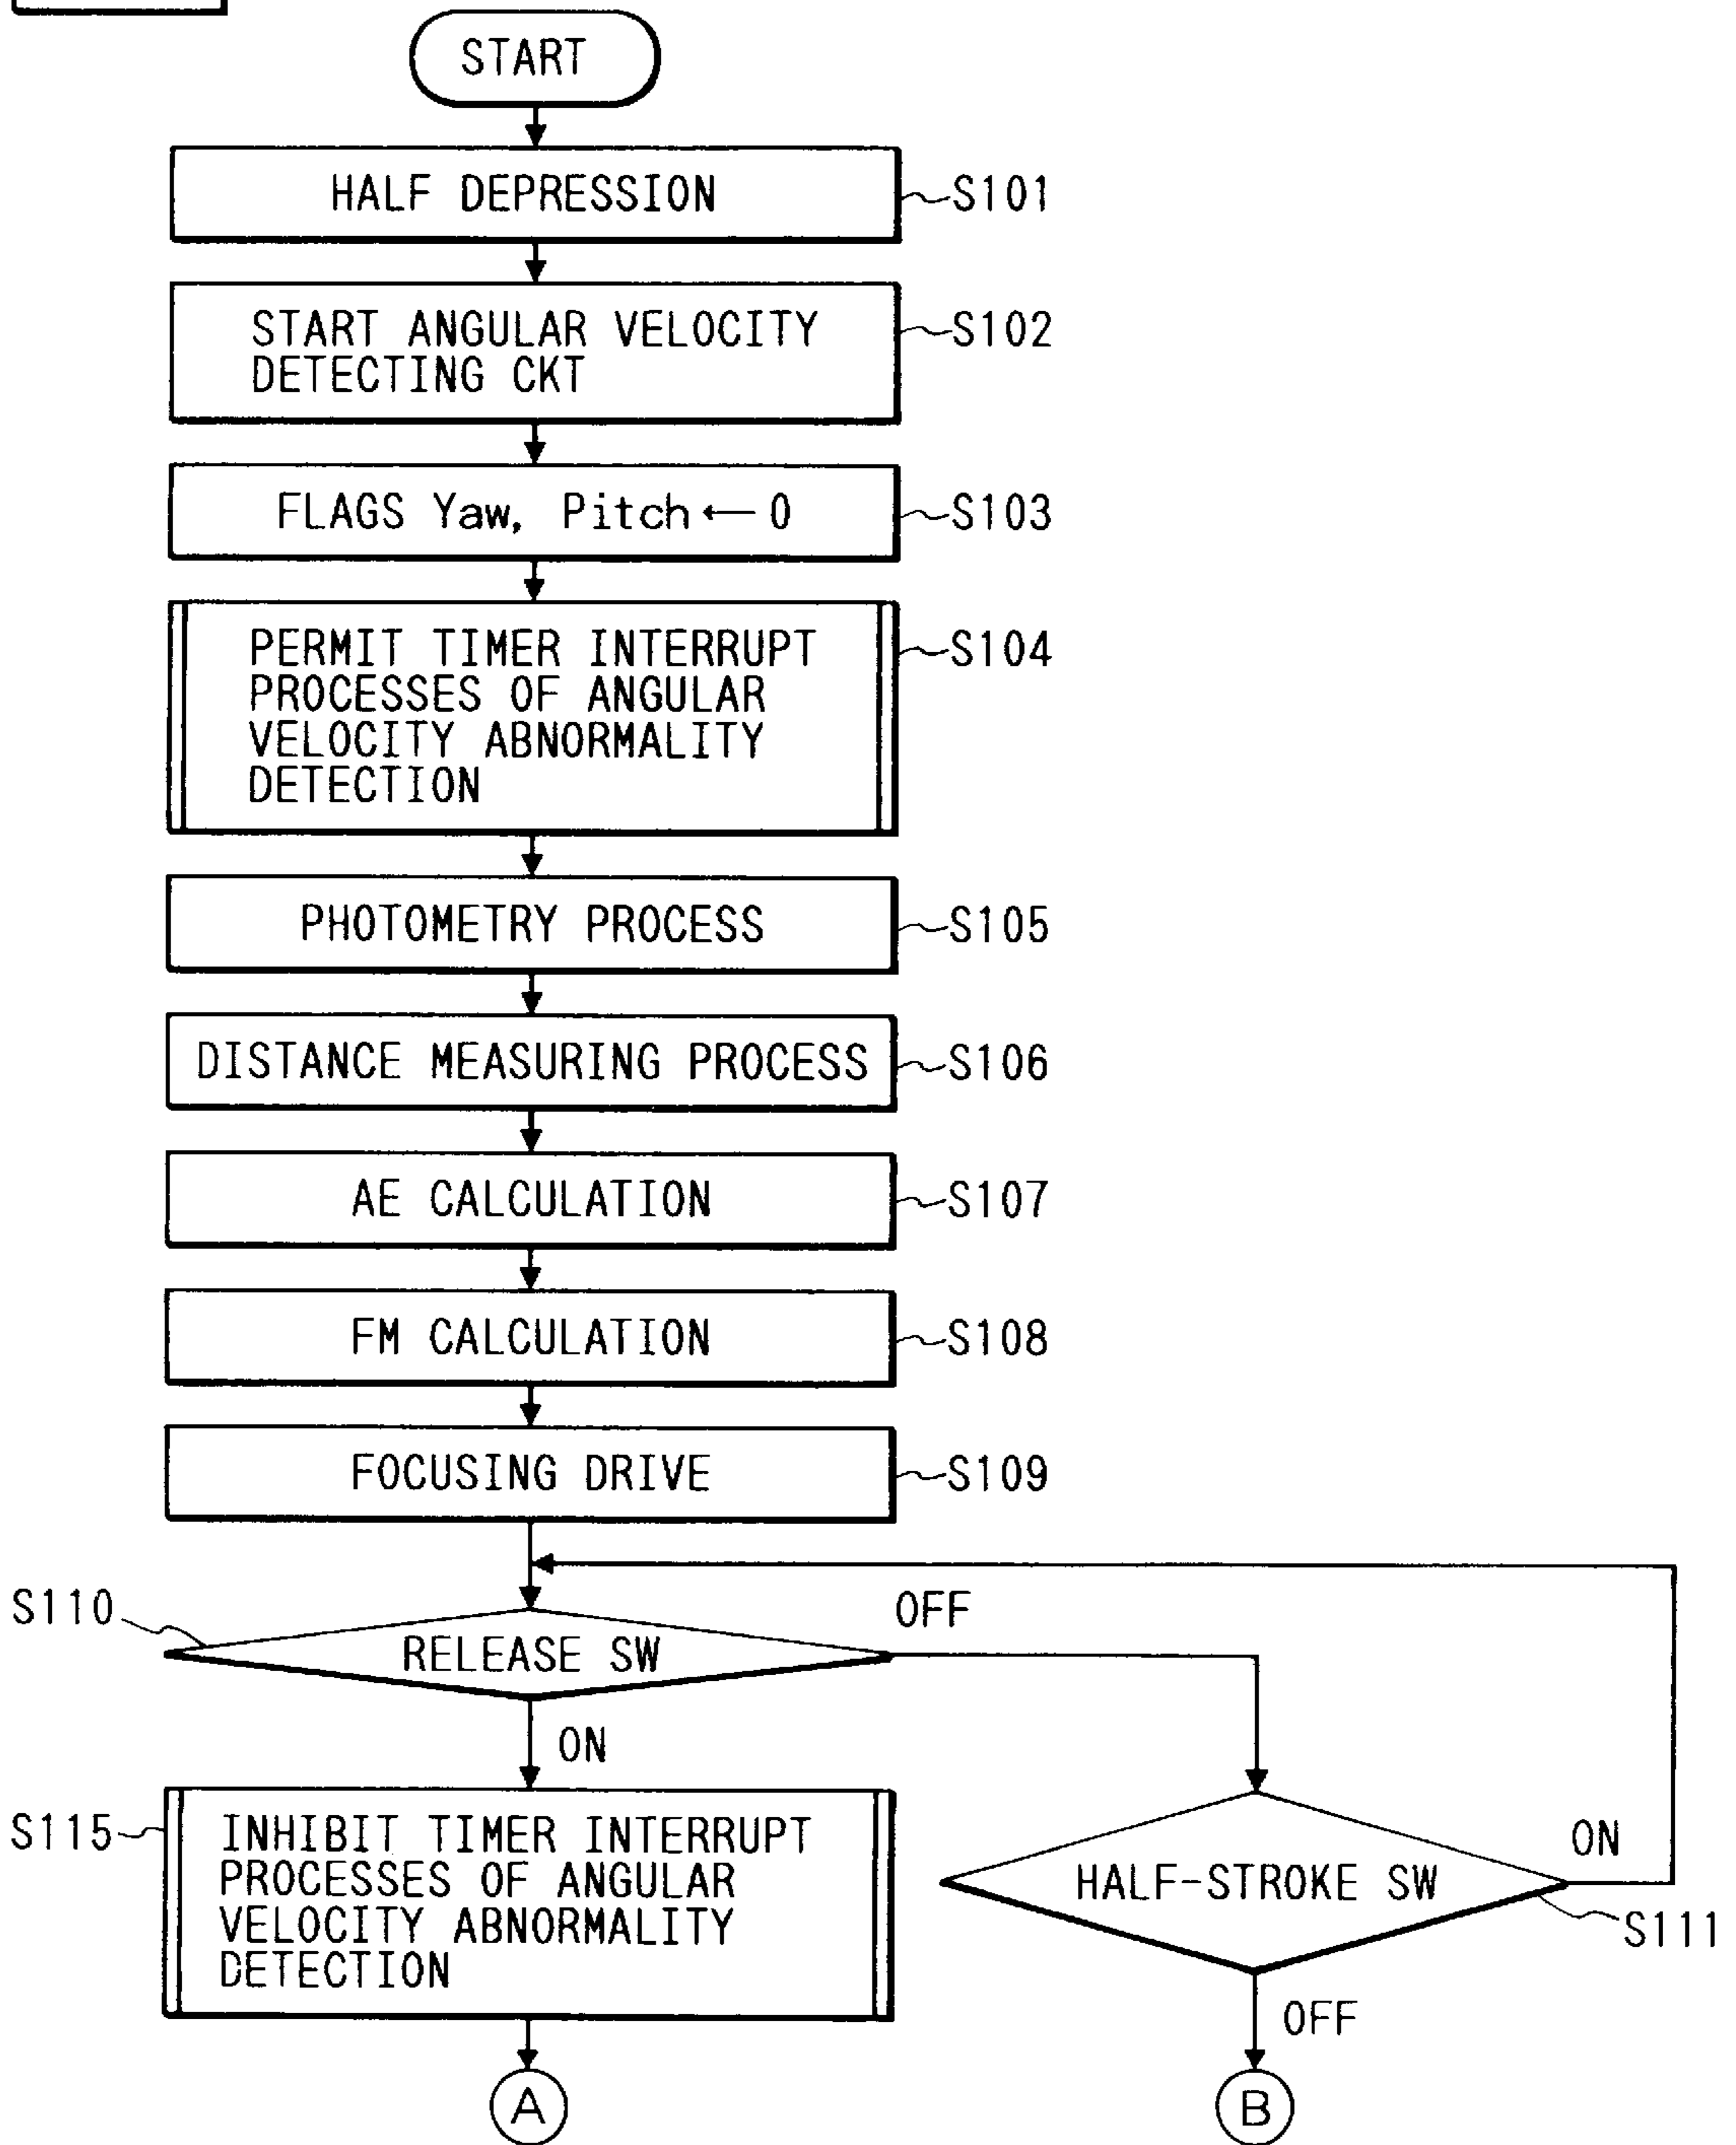 START
HALF DEPRESSION
S101
START ANGULAR VELOCITY
DETECTING CKT
S102
FLAGS Yaw, Pitch ← 0
S103
PERMIT TIMER INTERRUPT
PROCESSES OF ANGULAR
VELOCITY ABNORMALITY
DETECTION
S104
PHOTOMETRY PROCESS
S105
DISTANCE MEASURING PROCESS
S106
AE CALCULATION
S107
FM CALCULATION
S108
FOCUSING DRIVE
S109
S110
RELEASE SW
OFF
ON
S115
INHIBIT TIMER INTERRUPT
PROCESSES OF ANGULAR
VELOCITY ABNORMALITY
DETECTION
HALF-STROKE SW
ON
S111
OFF
A
B